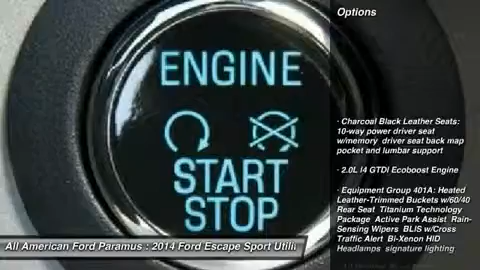 Options
ENGINE
START
STOP
· Charcoal Black Leather Seats:
10-way power driver seat
w/memory driver seat back map
pocket and lumbar support
· 2.0L I4 GTDI Ecoboost Engine
· Equipment Group 401A: Heated
Leather-Trimmed Buckets w/60/40
Rear Seat Titanium Technology
Package Active Park Assist Rain-
Sensing Wipers BLIS w/Cross
Traffic Alert Bi-Xenon HID
Headlamps signature lighting
All American Ford Paramus : 2014 Ford Escape Sport Utili